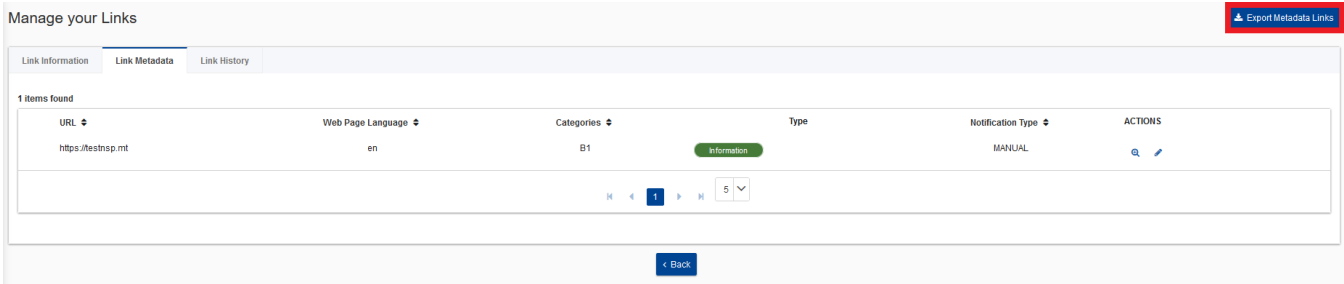 Manage your Links
Export Metadata Links
Link Information Link Metadata Link History
1 items found
URL Web Page Language Categories Type Notification Type ACTIONS
https://testnsp.mt en B1 Information MANUAL
1 5
Back